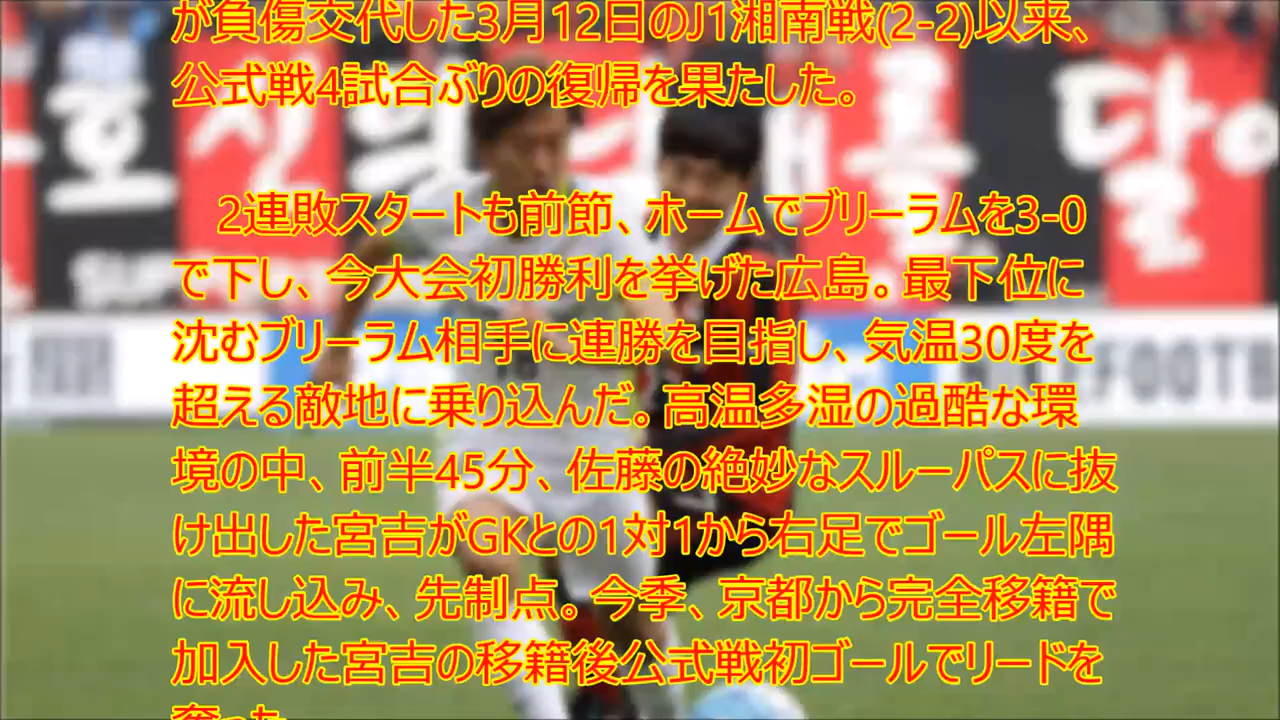 が負傷交代した3月12日のJ1湘南戦(2-2)以来、
公式戦4試合ぶりの復帰を果たした。
2連敗スタートも前節、ホームでブリーラムを3-0
で下し、今大会初勝利を挙げた広島。最下位に
沈むブリーラム相手に連勝を目指し、気温30度を
超える敵地に乗り込んだ。高温多湿の過酷な環
境の中、前半45分、佐藤の絶妙なスルーパスに抜
け出した宮吉がGKとの1対1から右足でゴール左隅
に流し込み、先制点。今季、京都から完全移籍で
加入した宮吉の移籍後公式戦初ゴールでリードを
奪った
FOOTB